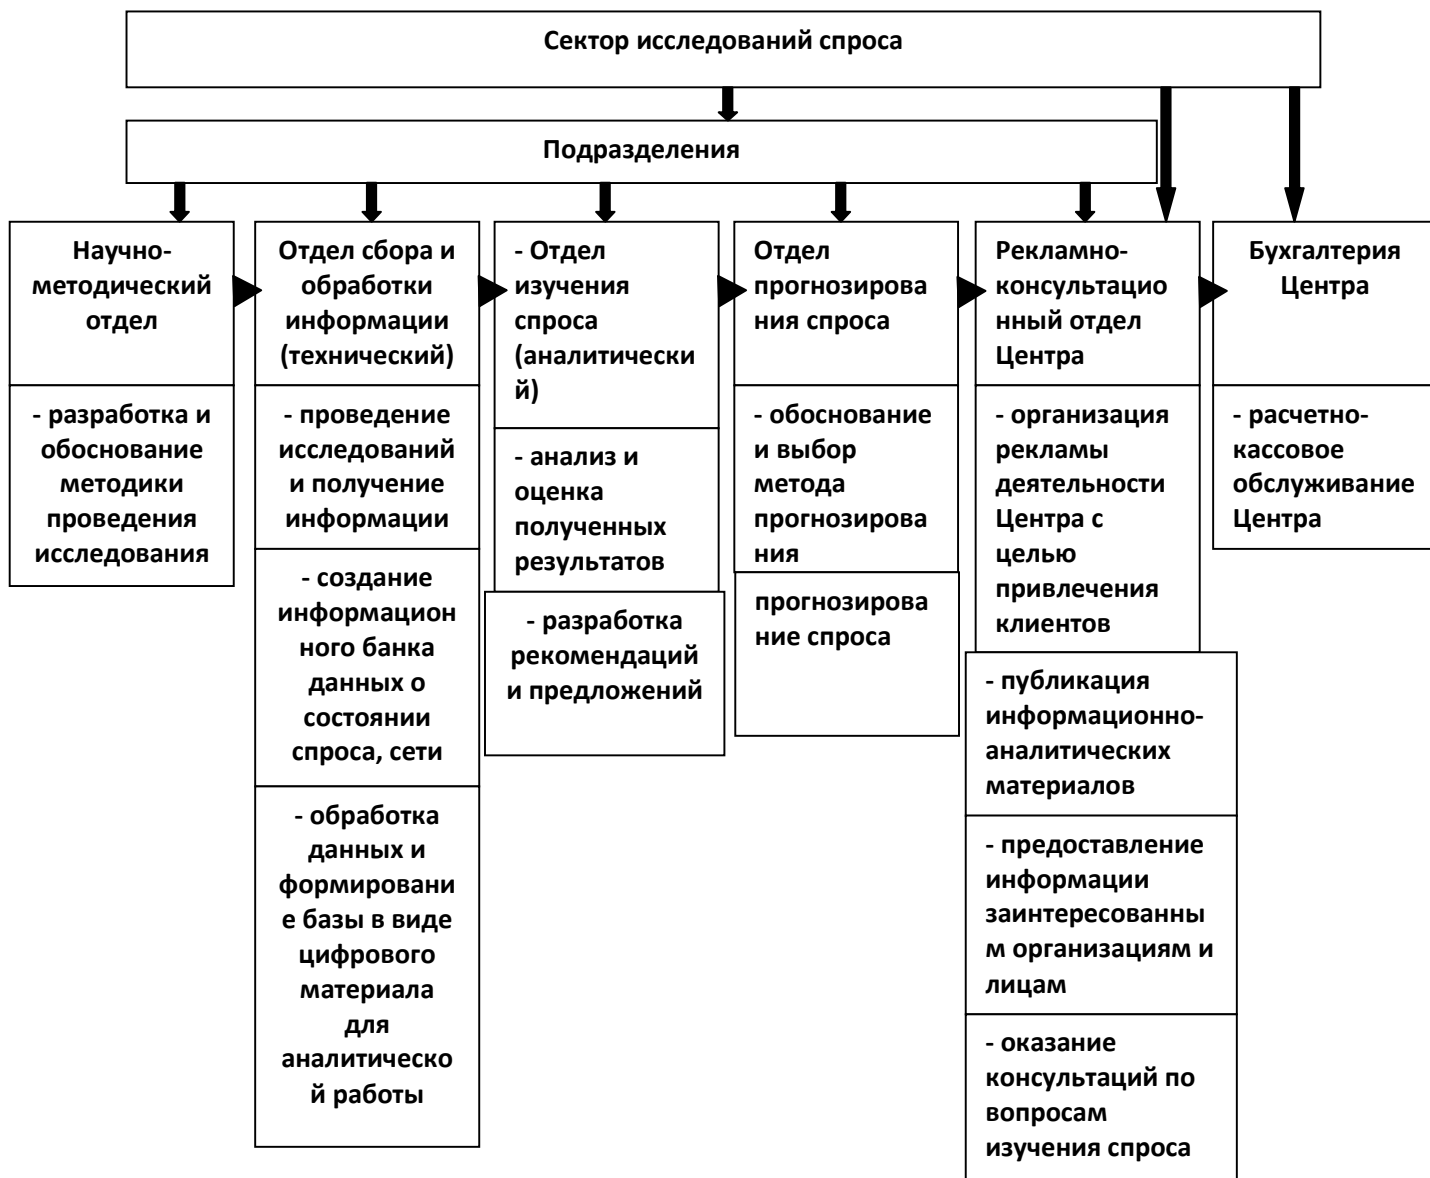 Сектор исследований спроса
Подразделения
Научно-
методический
отдел
- разработка и
обоснование
методики
проведения
исследования
Отдел сбора и
обработки
информации
(технический)
- проведение
исследований
и получение
информации
- создание
информацион
ного банка
данных о
состоянии
спроса, сети
- обработка
данных и
формировани
е базы в виде
цифрового
материала
для
аналитическо
й работы
- Отдел
изучения
спроса
(аналитически
й)
- анализ и
оценка
полученных
результатов
- разработка
рекомендаций
и предложений
Отдел
прогнозирова
ния спроса
- обоснование
и выбор
метода
прогнозирова
ния
прогнозирова
ние спроса
Рекламно-
консультацио
нный отдел
Центра
- организация
рекламы
деятельности
Центра с
целью
привлечения
клиентов
- публикация
информационно-
аналитических
материалов
- предоставление
информации
заинтересованны
м организациям и
лицам
- оказание
консультаций по
вопросам
изучения спроса
Бухгалтерия
Центра
- расчетно-
кассовое
обслуживание
Центра